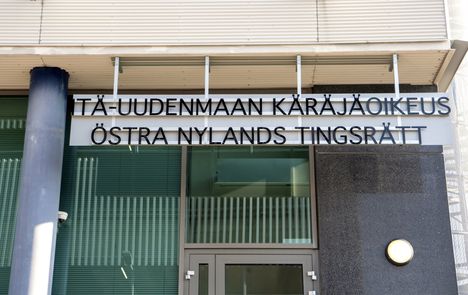 ITÄ-UUDENMAAN KÄRÄJÄOIKEUS
ÖSTRA NYLANDS TINGSRÄTT